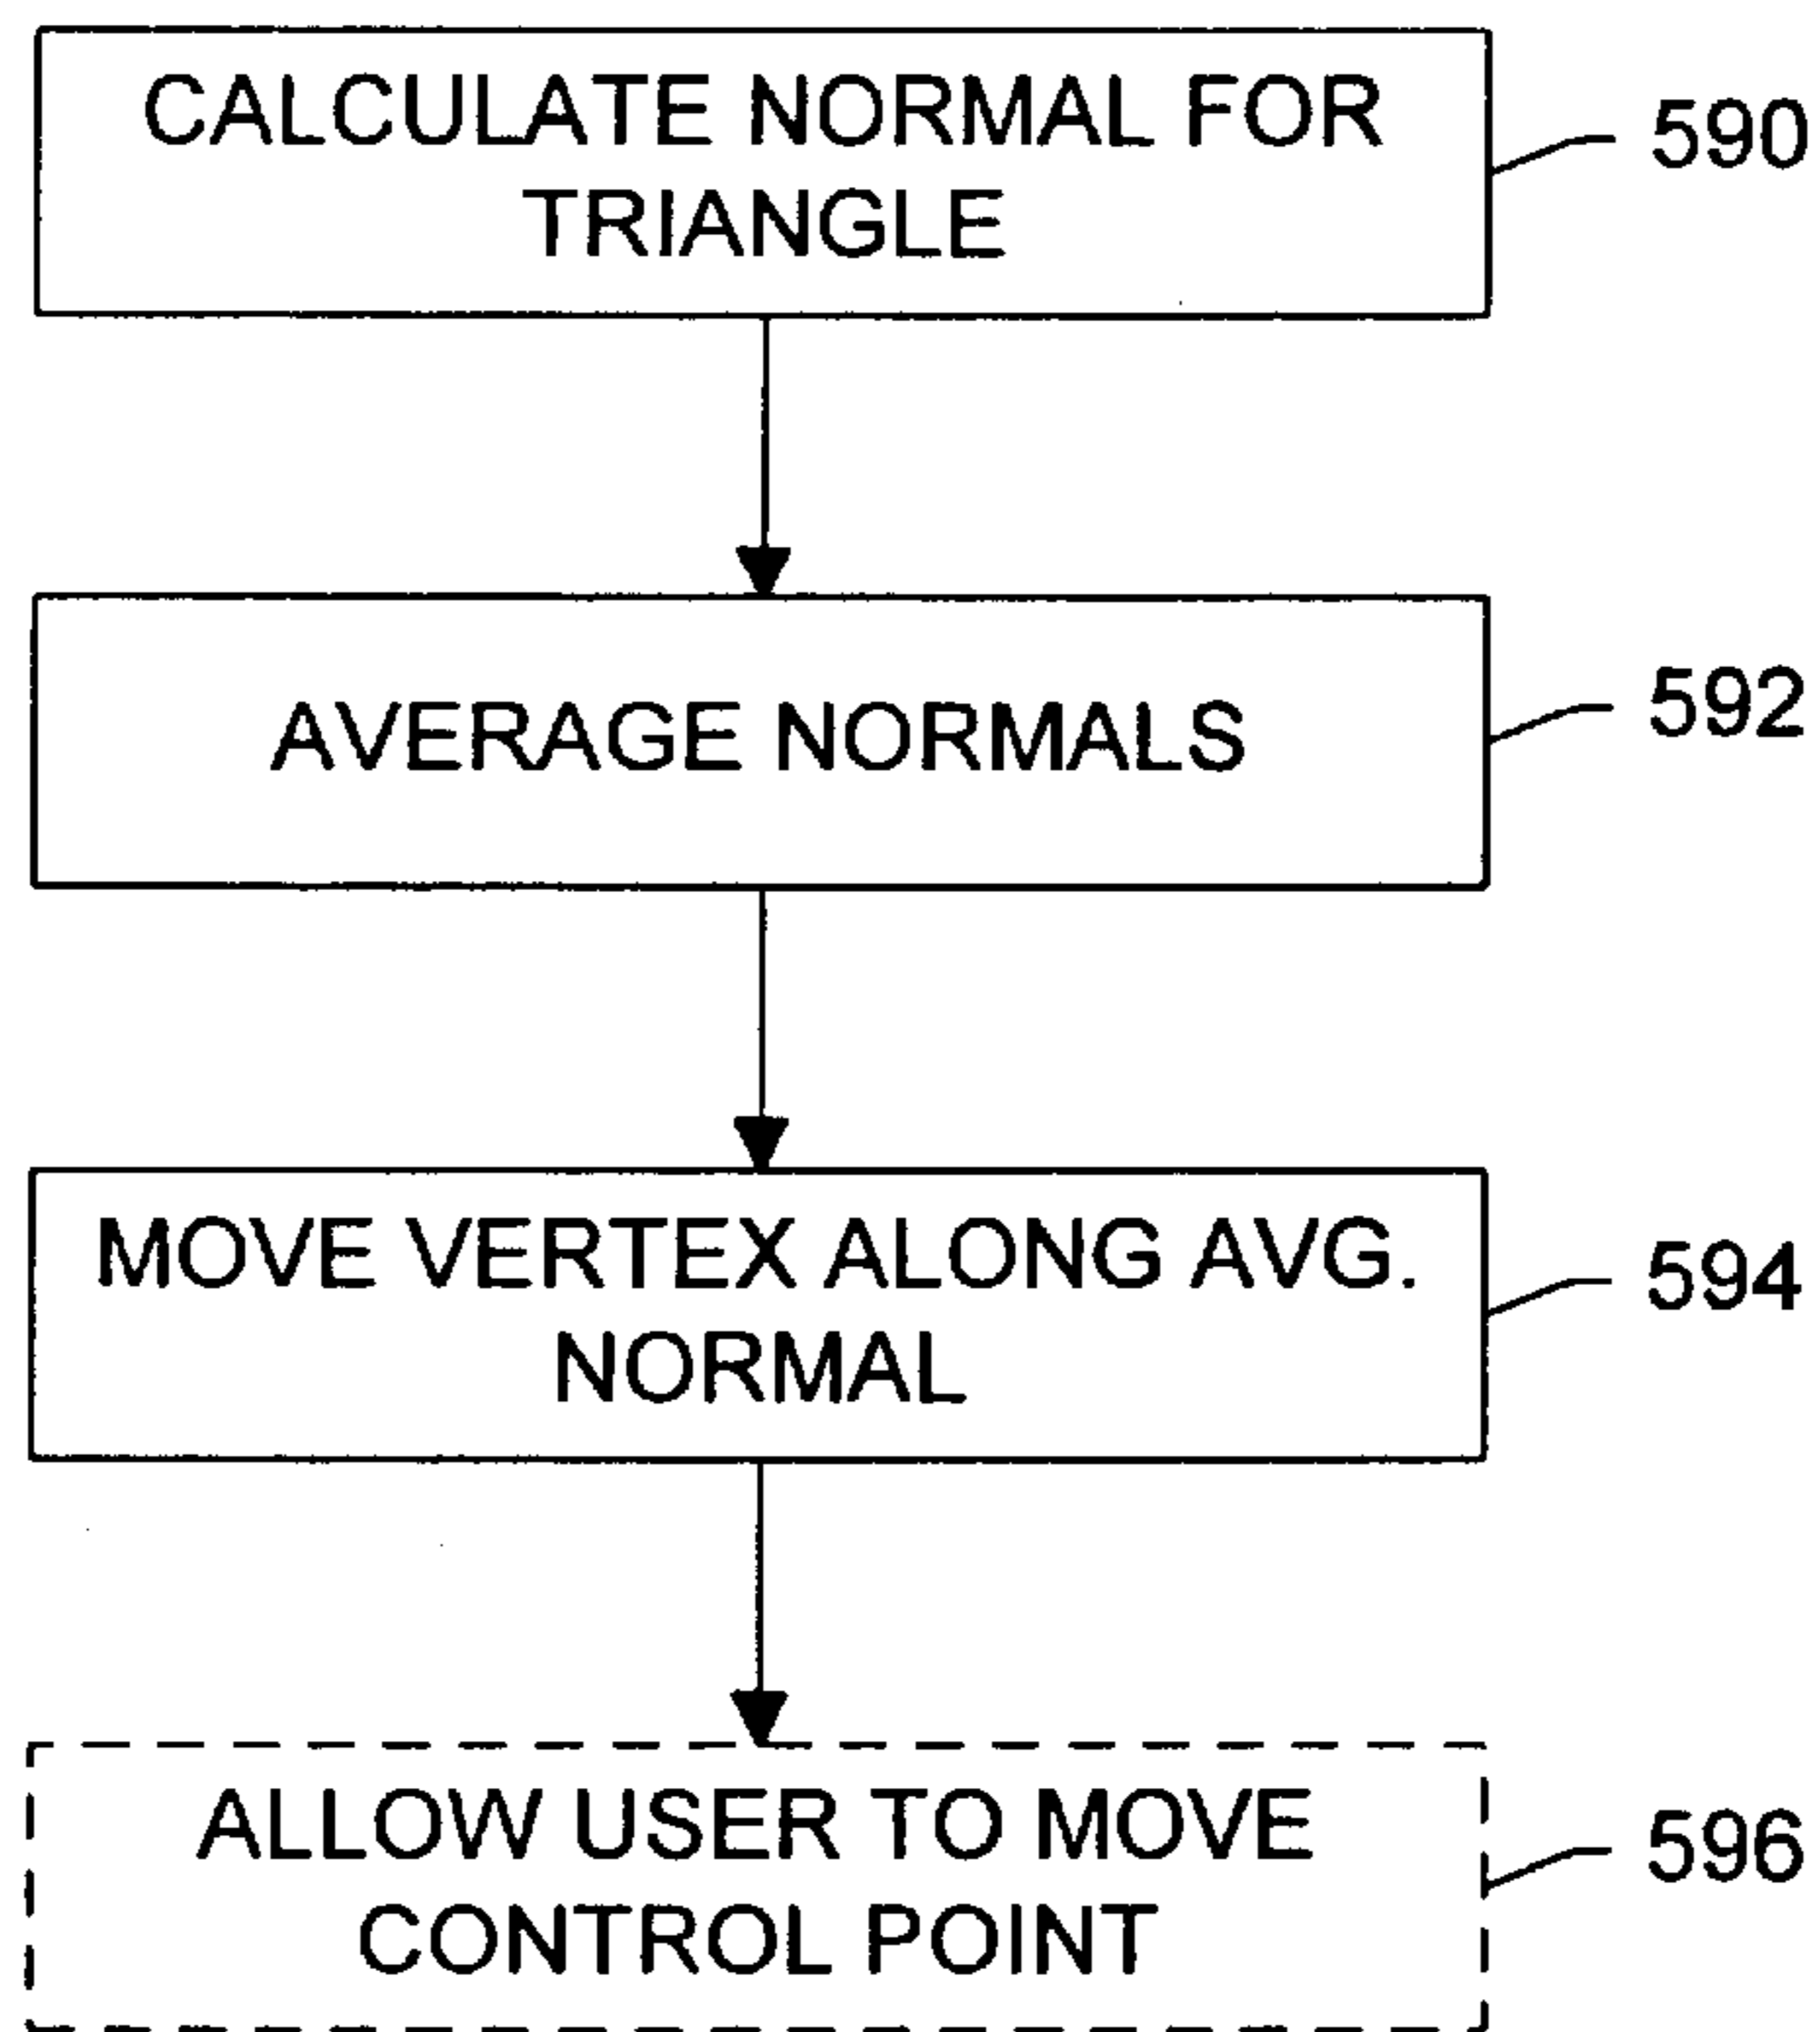 CALCULATE NORMAL FOR
TRIANGLE
590
AVERAGE NORMALS
592
MOVE VERTEX ALONG AVG.
NORMAL
594
ALLOW USER TO MOVE
CONTROL POINT
596